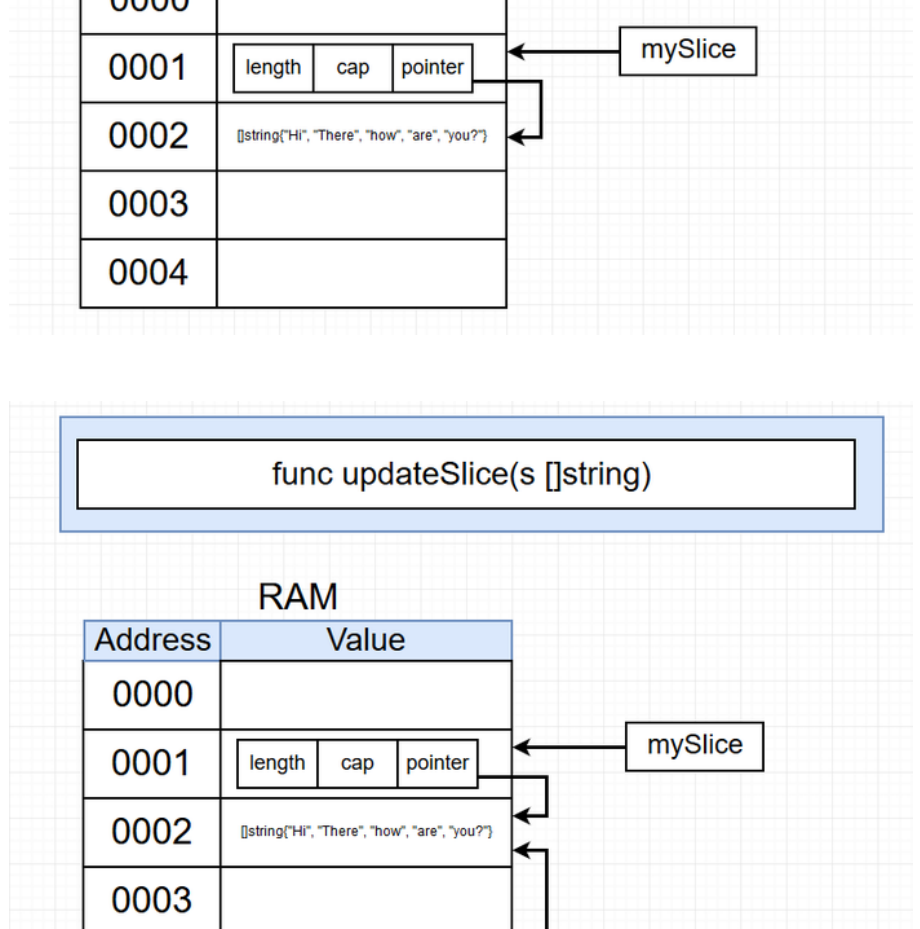 0000
0001 length cap pointer mySlice
0002 []string{"Hi", "There", "how", "are", "you?"}
0003
0004
func updateSlice(s []string)
RAM
Address Value
0000
0001 length cap pointer mySlice
0002 []string{"Hi", "There", "how", "are", "you?"}
0003